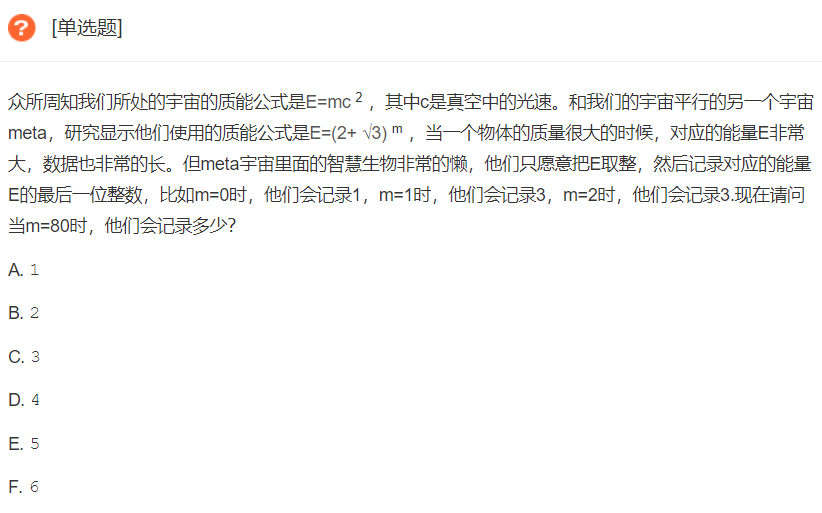 ?
[单选题]
众所周知我们所处的宇宙的质能公式是E=mc 2 ，其中c是真空中的光速。和我们的宇宙平行的另一个宇宙
meta，研究显示他们使用的质能公式是E=(2+ √3) m ，当一个物体的质量很大的时候，对应的能量E非常
大，数据也非常的长。但meta宇宙里面的智慧生物非常的懒，他们只愿意把E取整，然后记录对应的能量
E的最后一位整数，比如m=0时，他们会记录1，m=1时，他们会记录3，m=2时，他们会记录3.现在请问
当m=80时，他们会记录多少?
A. 1
B. 2
C. 3
D. 4
E. 5
F. 6